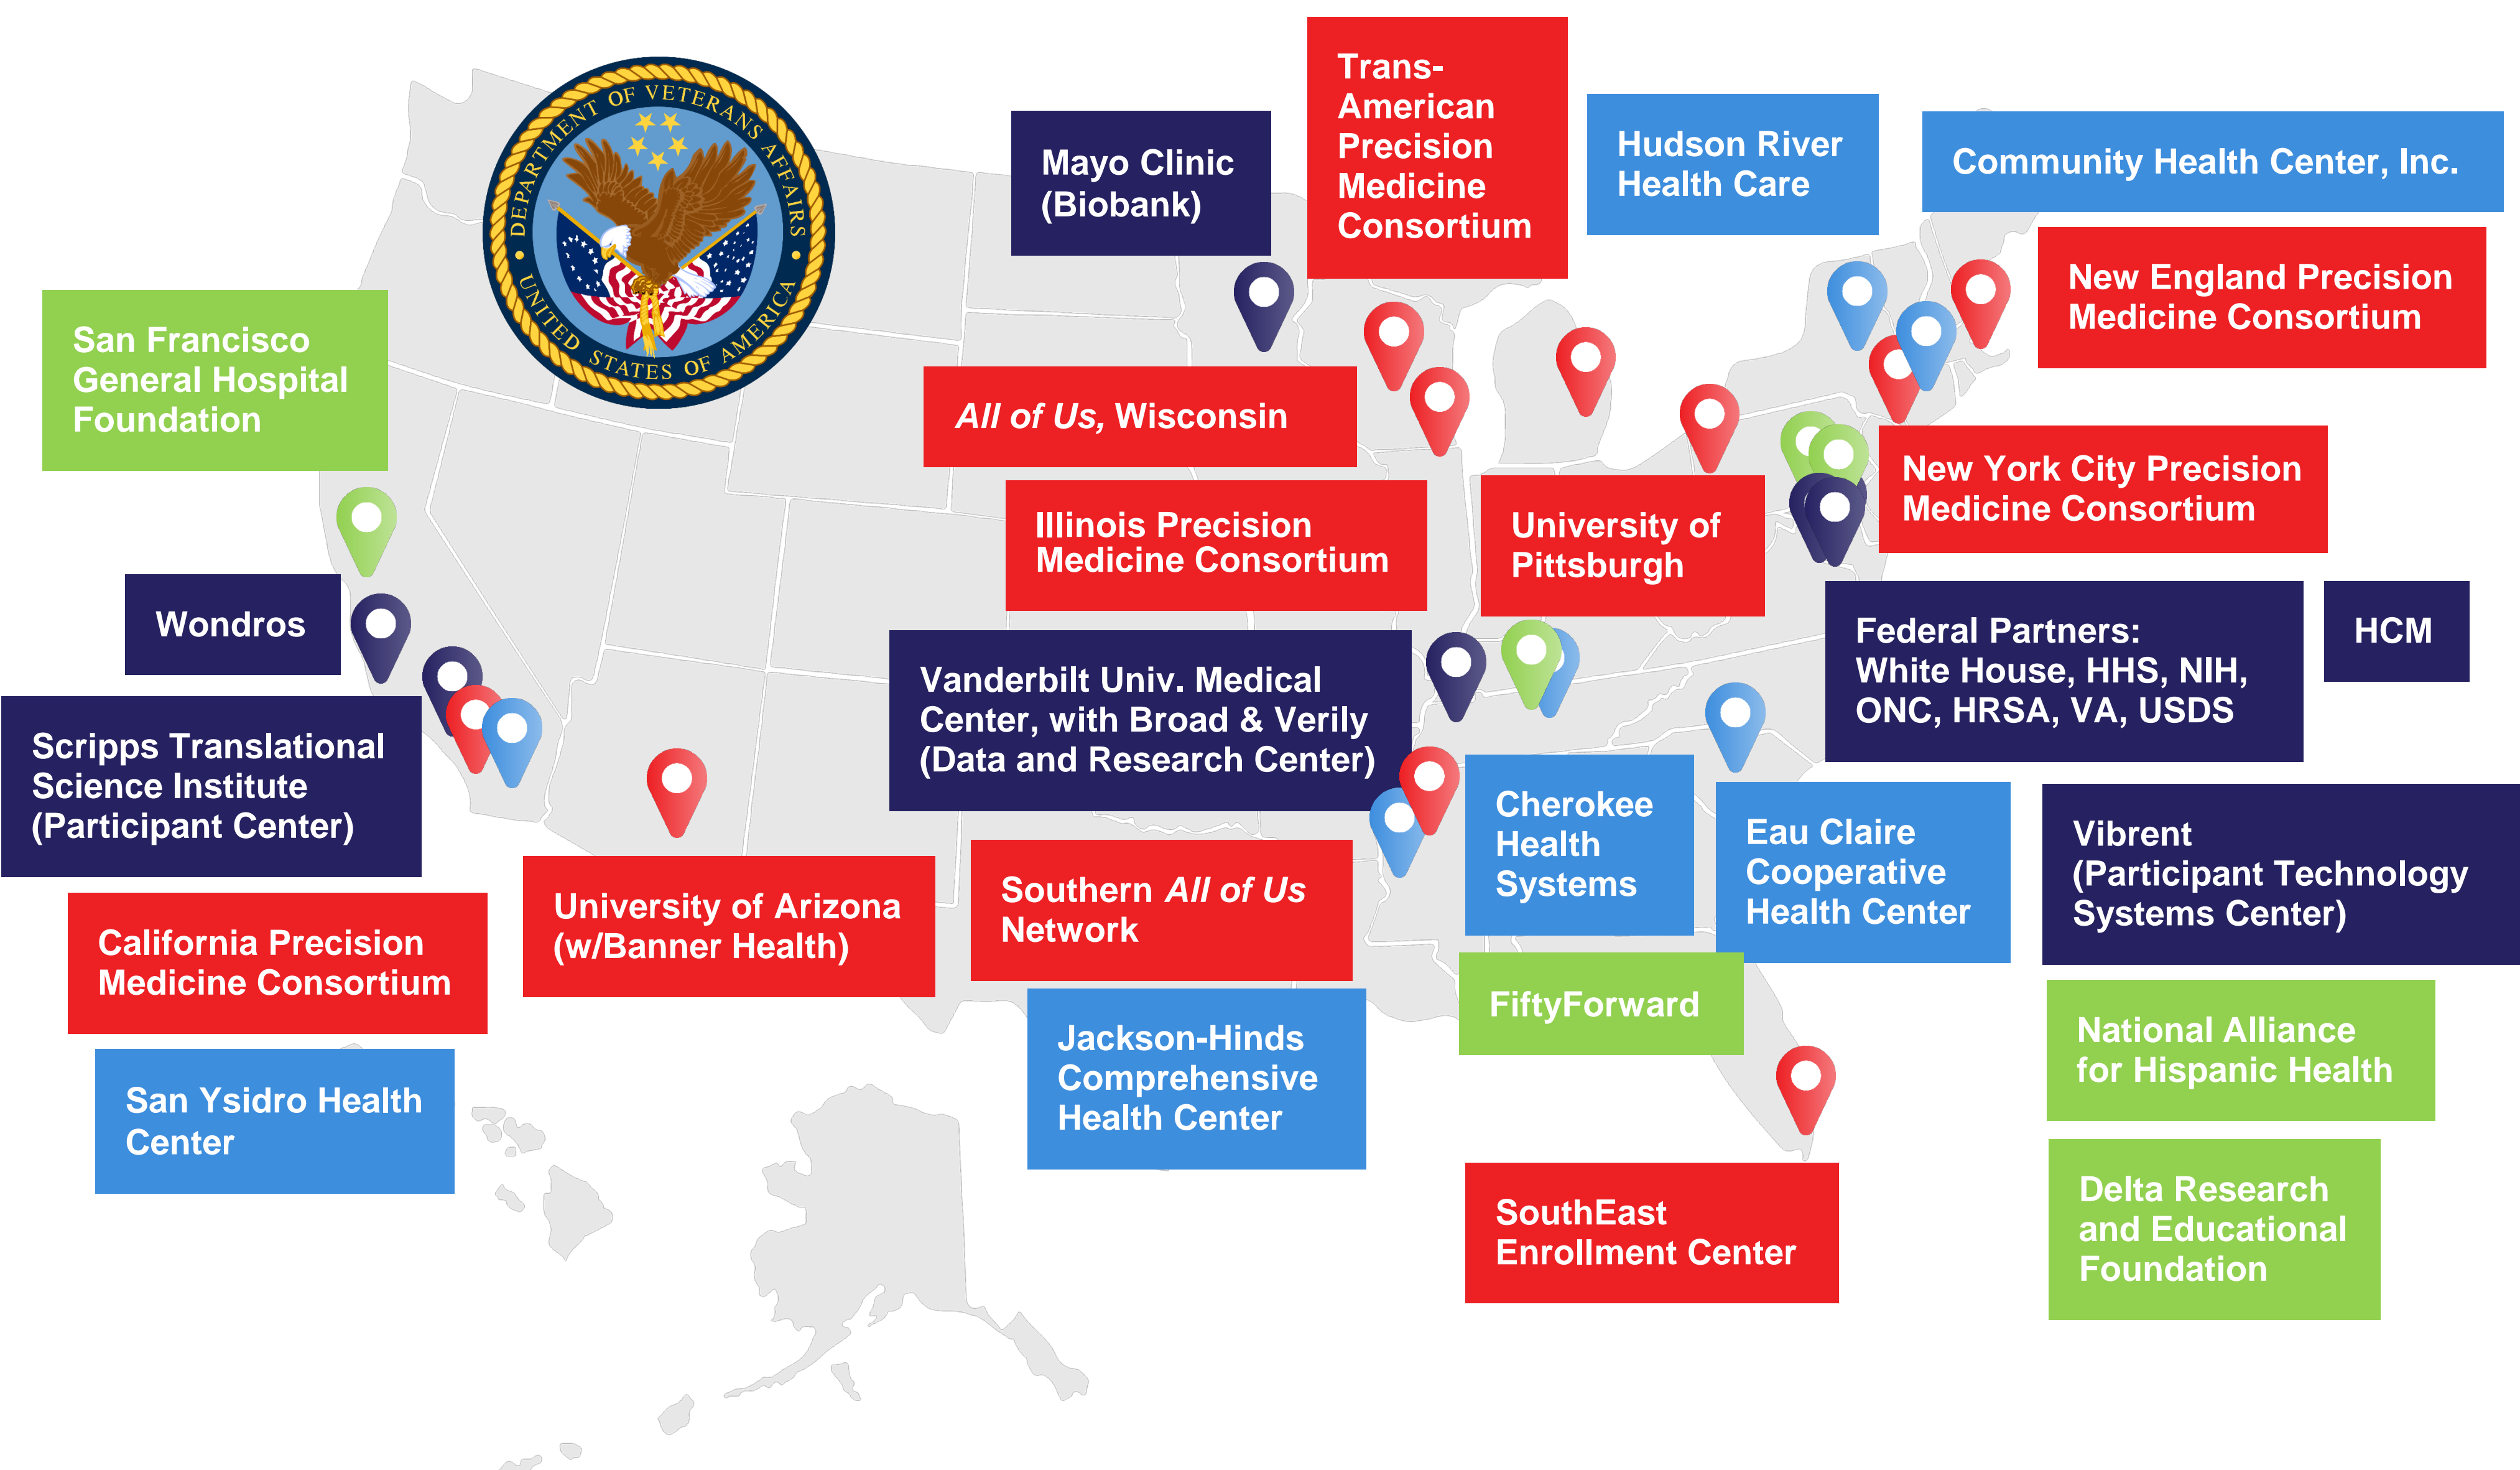 DEPARTMENT OF VETERANS AFFAIRS
UNITED STATES OF AMERICA
Trans-
American
Precision
Medicine
Consortium
Mayo Clinic
(Biobank)
Hudson River
Health Care
Community Health Center, Inc.
New England Precision
Medicine Consortium
San Francisco
General Hospital
Foundation
All of Us, Wisconsin
New York City Precision
Medicine Consortium
Illinois Precision
Medicine Consortium
University of
Pittsburgh
Wondros
Federal Partners:
White House, HHS, NIH,
ONC, HRSA, VA, USDS
HCM
Vanderbilt Univ. Medical
Center, with Broad & Verily
(Data and Research Center)
Scripps Translational
Science Institute
(Participant Center)
Cherokee
Health
Systems
Eau Claire
Cooperative
Health Center
Vibrent
(Participant Technology
Systems Center)
University of Arizona
(w/Banner Health)
Southern All of Us
Network
California Precision
Medicine Consortium
FiftyForward
National Alliance
for Hispanic Health
Jackson-Hinds
Comprehensive
Health Center
San Ysidro Health
Center
Delta Research
and Educational
Foundation
SouthEast
Enrollment Center